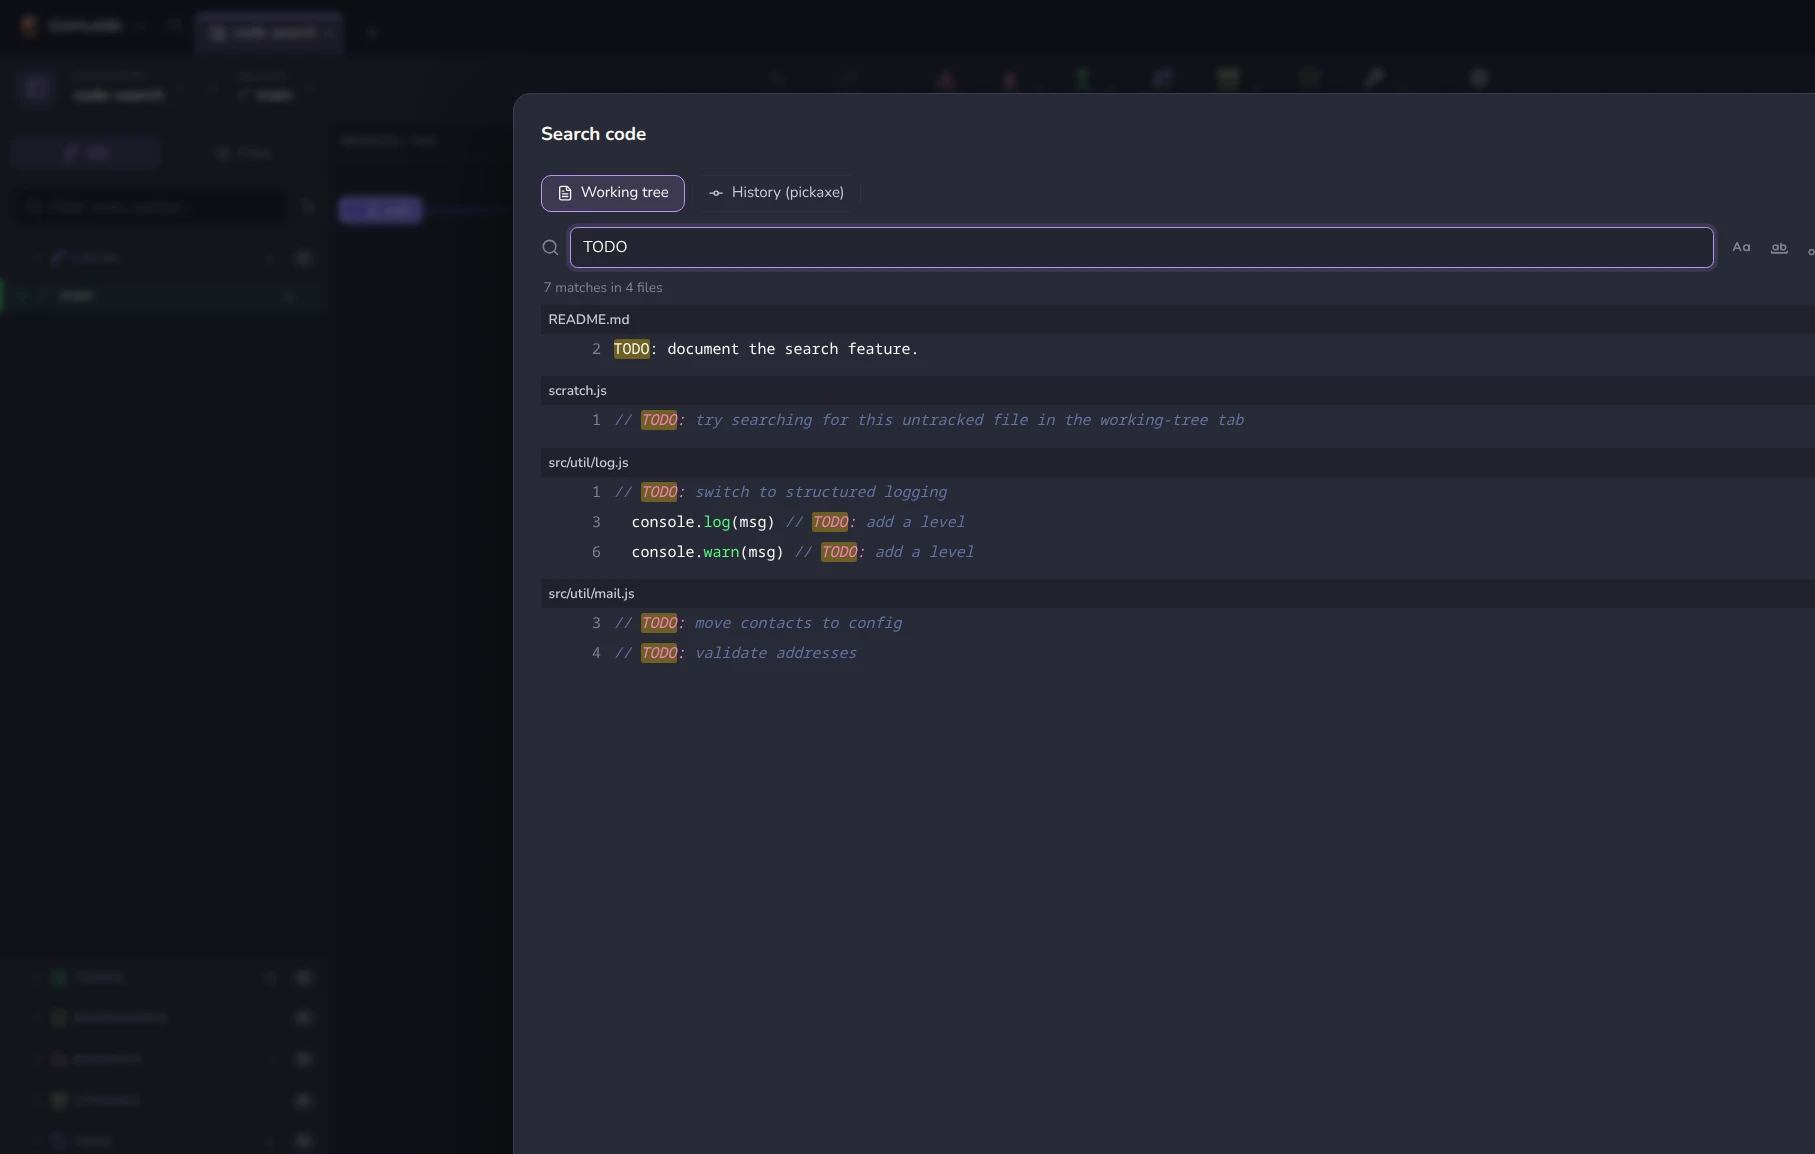 code-search
main
Search code
Working tree
History (pickaxe)
TODO
Aa
ab
7 matches in 4 files
README.md
2 TODO: document the search feature.
scratch.js
1 // TODO: try searching for this untracked file in the working-tree tab
src/util/log.js
1 // TODO: switch to structured logging
3 console.log(msg) // TODO: add a level
6 console.warn(msg) // TODO: add a level
src/util/mail.js
3 // TODO: move contacts to config
4 // TODO: validate addresses